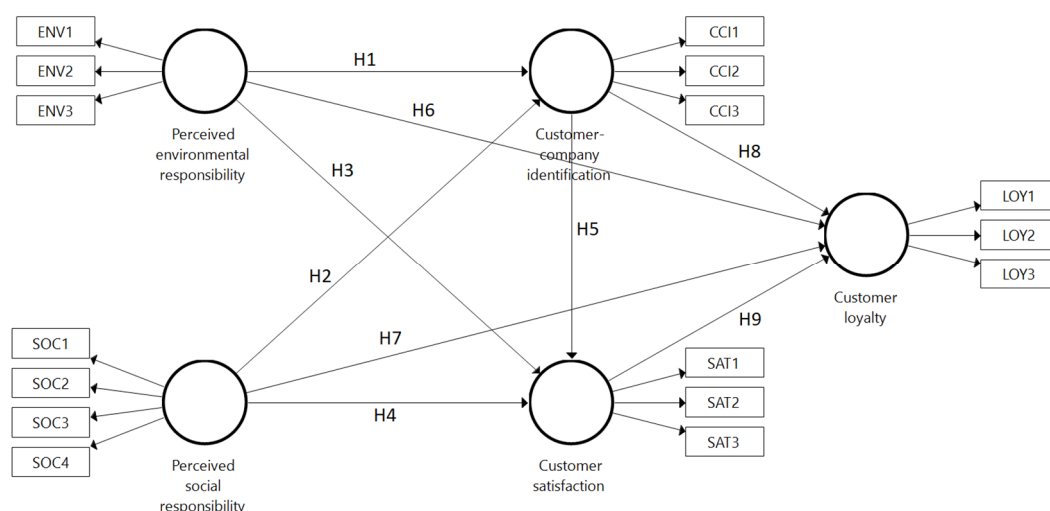 ENV1
ENV2
ENV3
Perceived
environmental
responsibility
H1
H6
H3
CCI1
CCI2
CCI3
Customer-
company
identification
H8
H5
H2
H7
LOY1
LOY2
LOY3
Customer
loyalty
H9
SOC1
SOC2
SOC3
SOC4
Perceived
social
responsibility
H4
SAT1
SAT2
SAT3
Customer
satisfaction